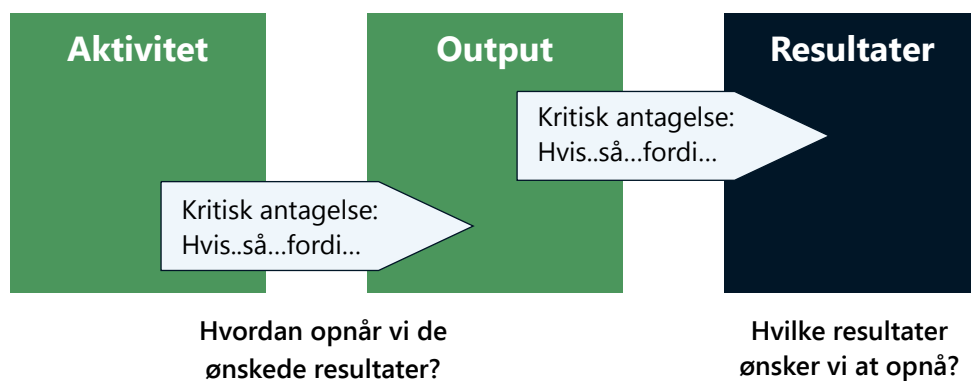 Aktivitet
Output
Resultater
Kritisk antagelse:
Hvis..så...fordi...
Kritisk antagelse:
Hvis..så...fordi...
Hvordan opnår vi de
ønskede resultater?
Hvilke resultater
ønsker vi at opnå?